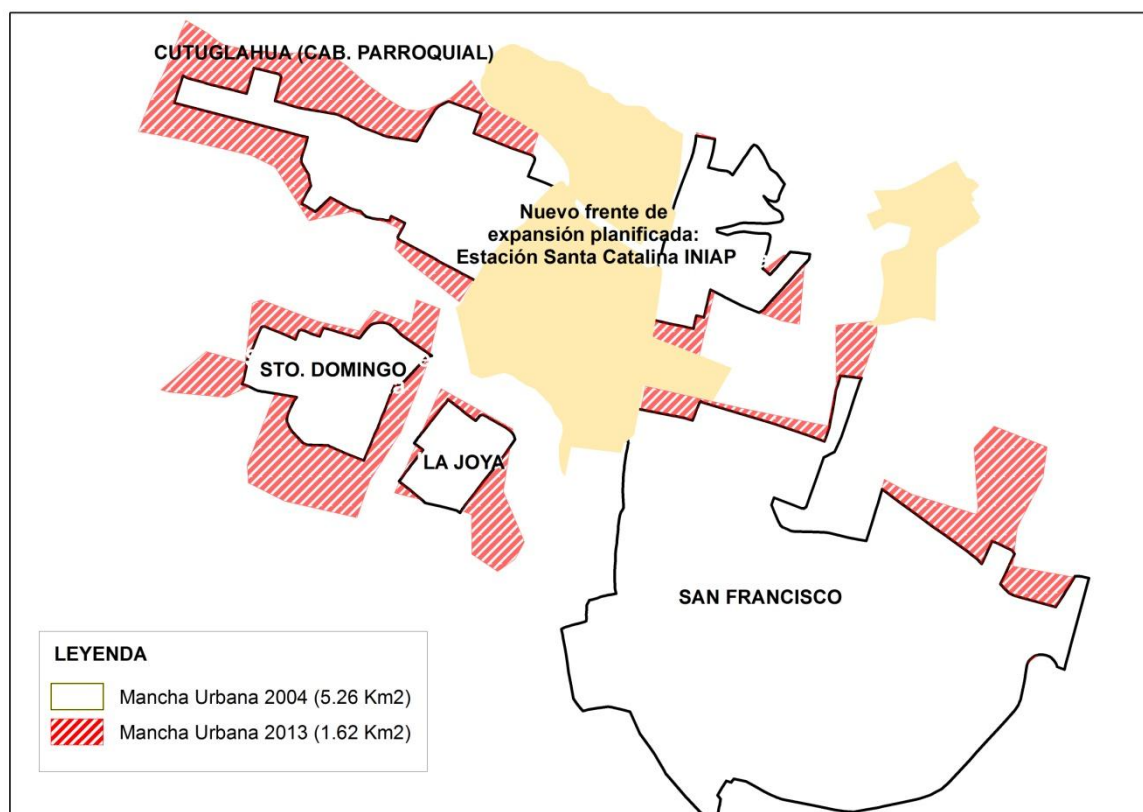 CUTUGLAHUA (CAB. PARROQUIAL)
Nuevo frente de
expansión planificada:
Estación Santa Catalina INIAP
STO. DOMINGO
LA JOYA
SAN FRANCISCO
LEYENDA
Mancha Urbana 2004 (5.26 Km2)
Mancha Urbana 2013 (1.62 Km2)